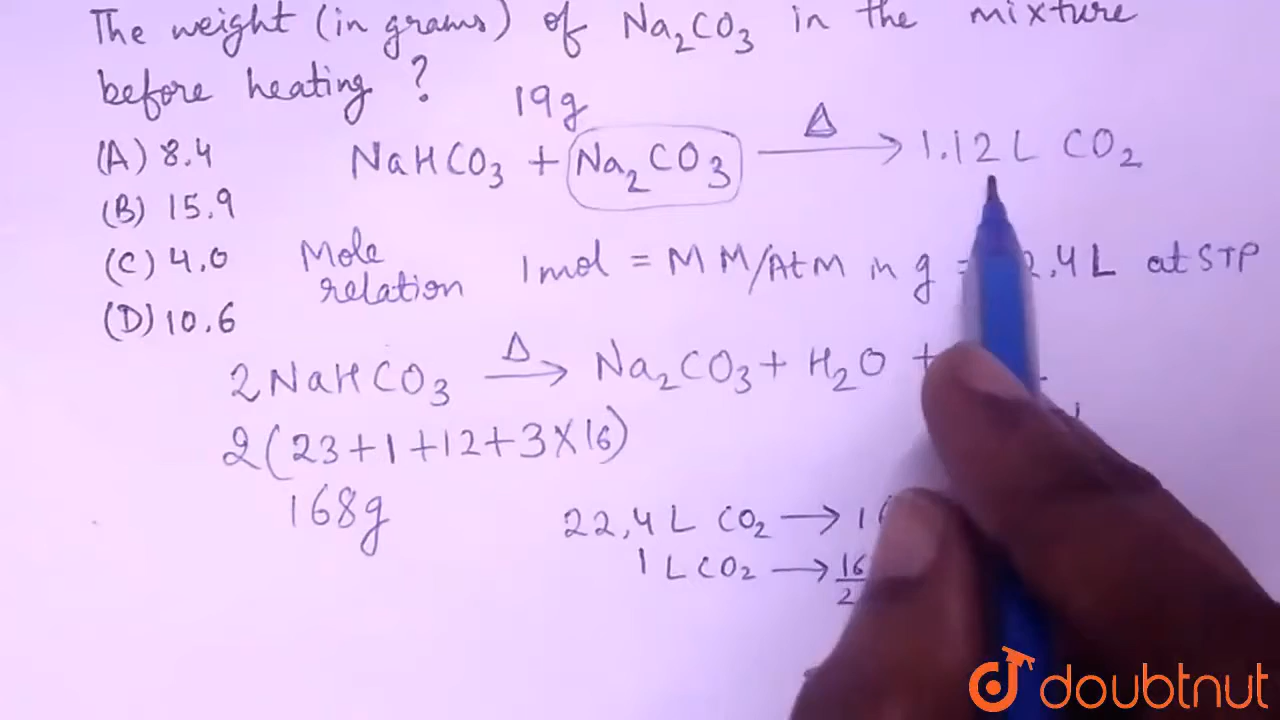 The weight (in grams) of Na₂CO₃ in the mixture
before heating ?
19g
(A) 8.4
NaHCO₃ + Na₂CO₃ —Δ→ 1.12 L CO₂
(B) 15.9
(C) 4.0
Mole relation
1mol = MM/AtM in g = .4 L at STP
(D) 10.6
2NaHCO₃ —Δ→ Na₂CO₃ + H₂O +
2(23+1+12+3×16)
168g
22.4 L CO₂ →
1 L CO₂ →
doubtnut